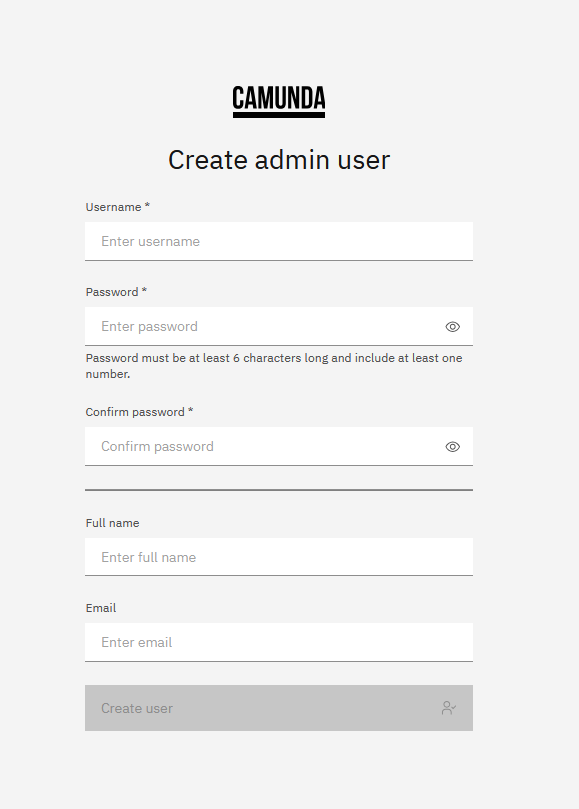 CAMUNDA
Create admin user
Username *
Enter username
Password *
Enter password
Password must be at least 6 characters long and include at least one
number.
Confirm password *
Confirm password
Full name
Enter full name
Email
Enter email
Create user